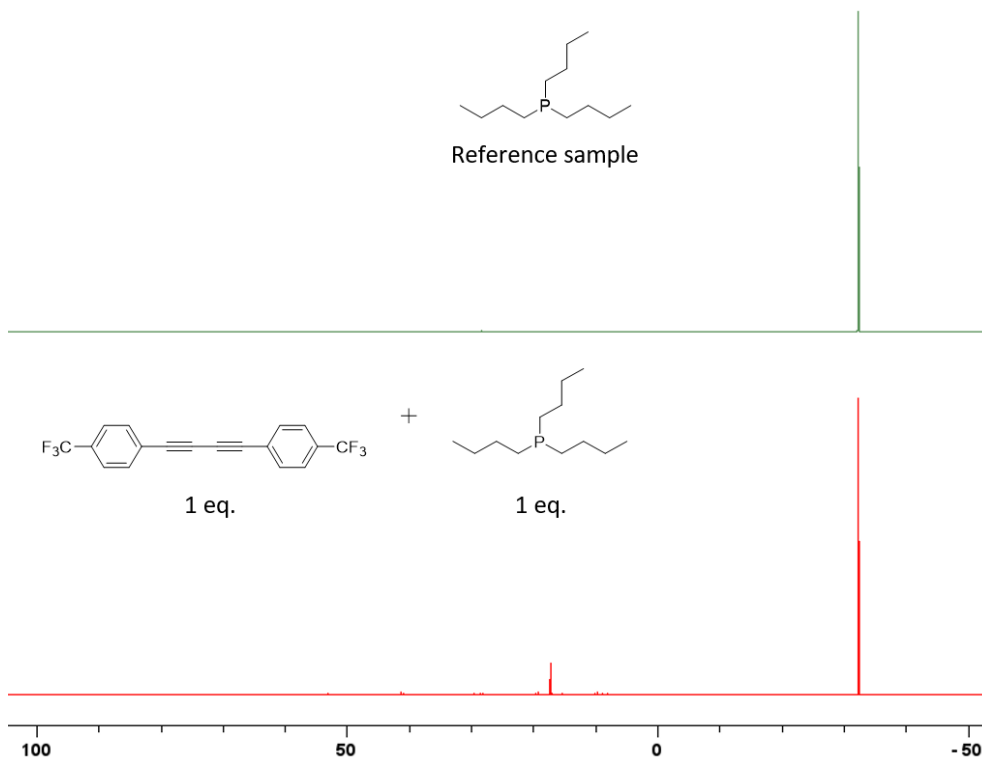 P
Reference sample
F₃C
CF₃
+
P
1 eq.
1 eq.
100
50
0
- 50